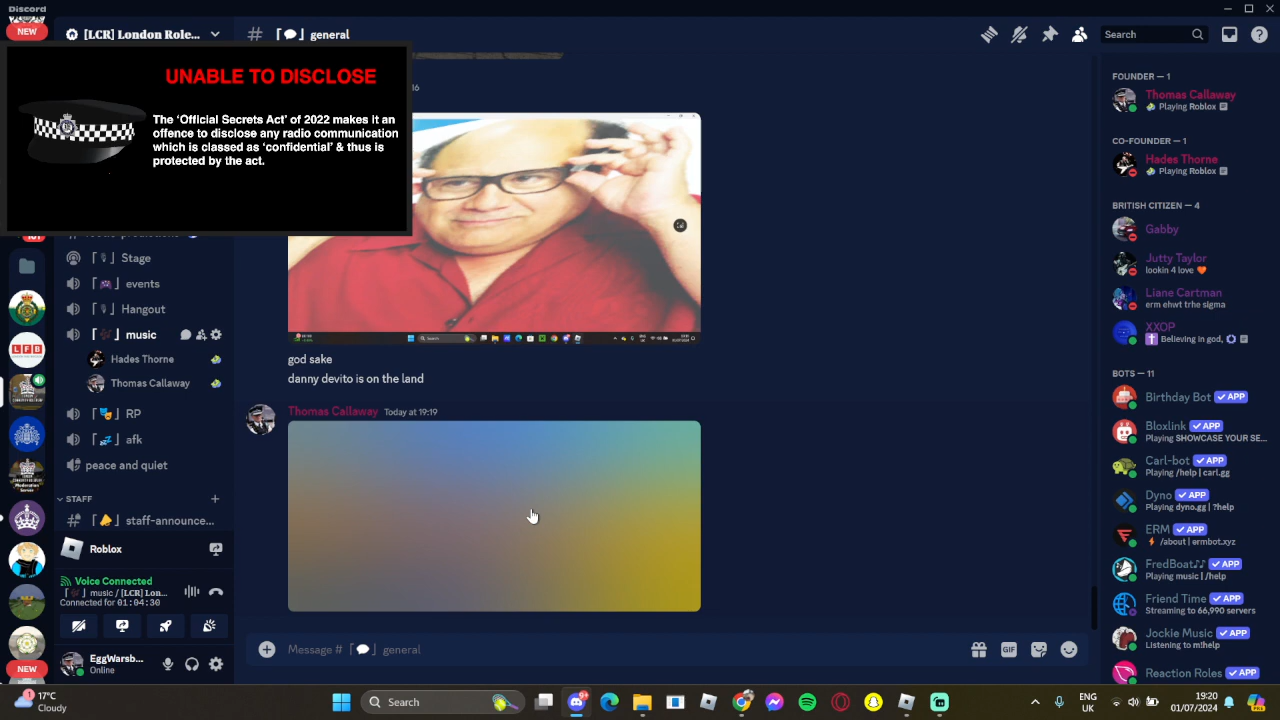 Discord
NEW
[LCR] London Role...
# 「💬」general
Search
UNABLE TO DISCLOSE
The ‘Official Secrets Act’ of 2022 makes it an
offence to disclose any radio communication
which is classed as ‘confidential’ & thus is
protected by the act.
「🎙」Stage
「🎮」events
「🎙」Hangout
「🎻」music
Hades Thorne
Thomas Callaway
「🎭」RP
「💤」afk
peace and quiet
STAFF
「📣」staff-announce...
Roblox
Voice Connected
「🎻」music / [LCR] Lon...
Connected for 01:04:30
EggWarsb...
Online
NEW
god sake
danny devito is on the land
Thomas Callaway Today at 19:19
Message # 「💬」general
GIF
FOUNDER — 1
Thomas Callaway
Playing Roblox
CO-FOUNDER — 1
Hades Thorne
Playing Roblox
BRITISH CITIZEN — 4
Gabby
Jutty Taylor
lookin 4 love 🧡
Liane Cartman
erm ehwt trhe sigma
XXOP
Believing in god,
BOTS — 11
Birthday Bot ✓ APP
Bloxlink ✓ APP
Playing SHOWCASE YOUR SE...
Carl-bot ✓ APP
Playing /help | carl.gg
Dyno ✓ APP
Playing dyno.gg | ?help
ERM ✓ APP
/about | ermbot.xyz
FredBoat♪♪ ✓ APP
Playing music | /help
Friend Time ✓ APP
Streaming to 66,990 servers
Jockie Music ✓ APP
Listening to m!help
Reaction Roles ✓ APP
17°C
Cloudy
Search
ENG
UK
19:20
01/07/2024